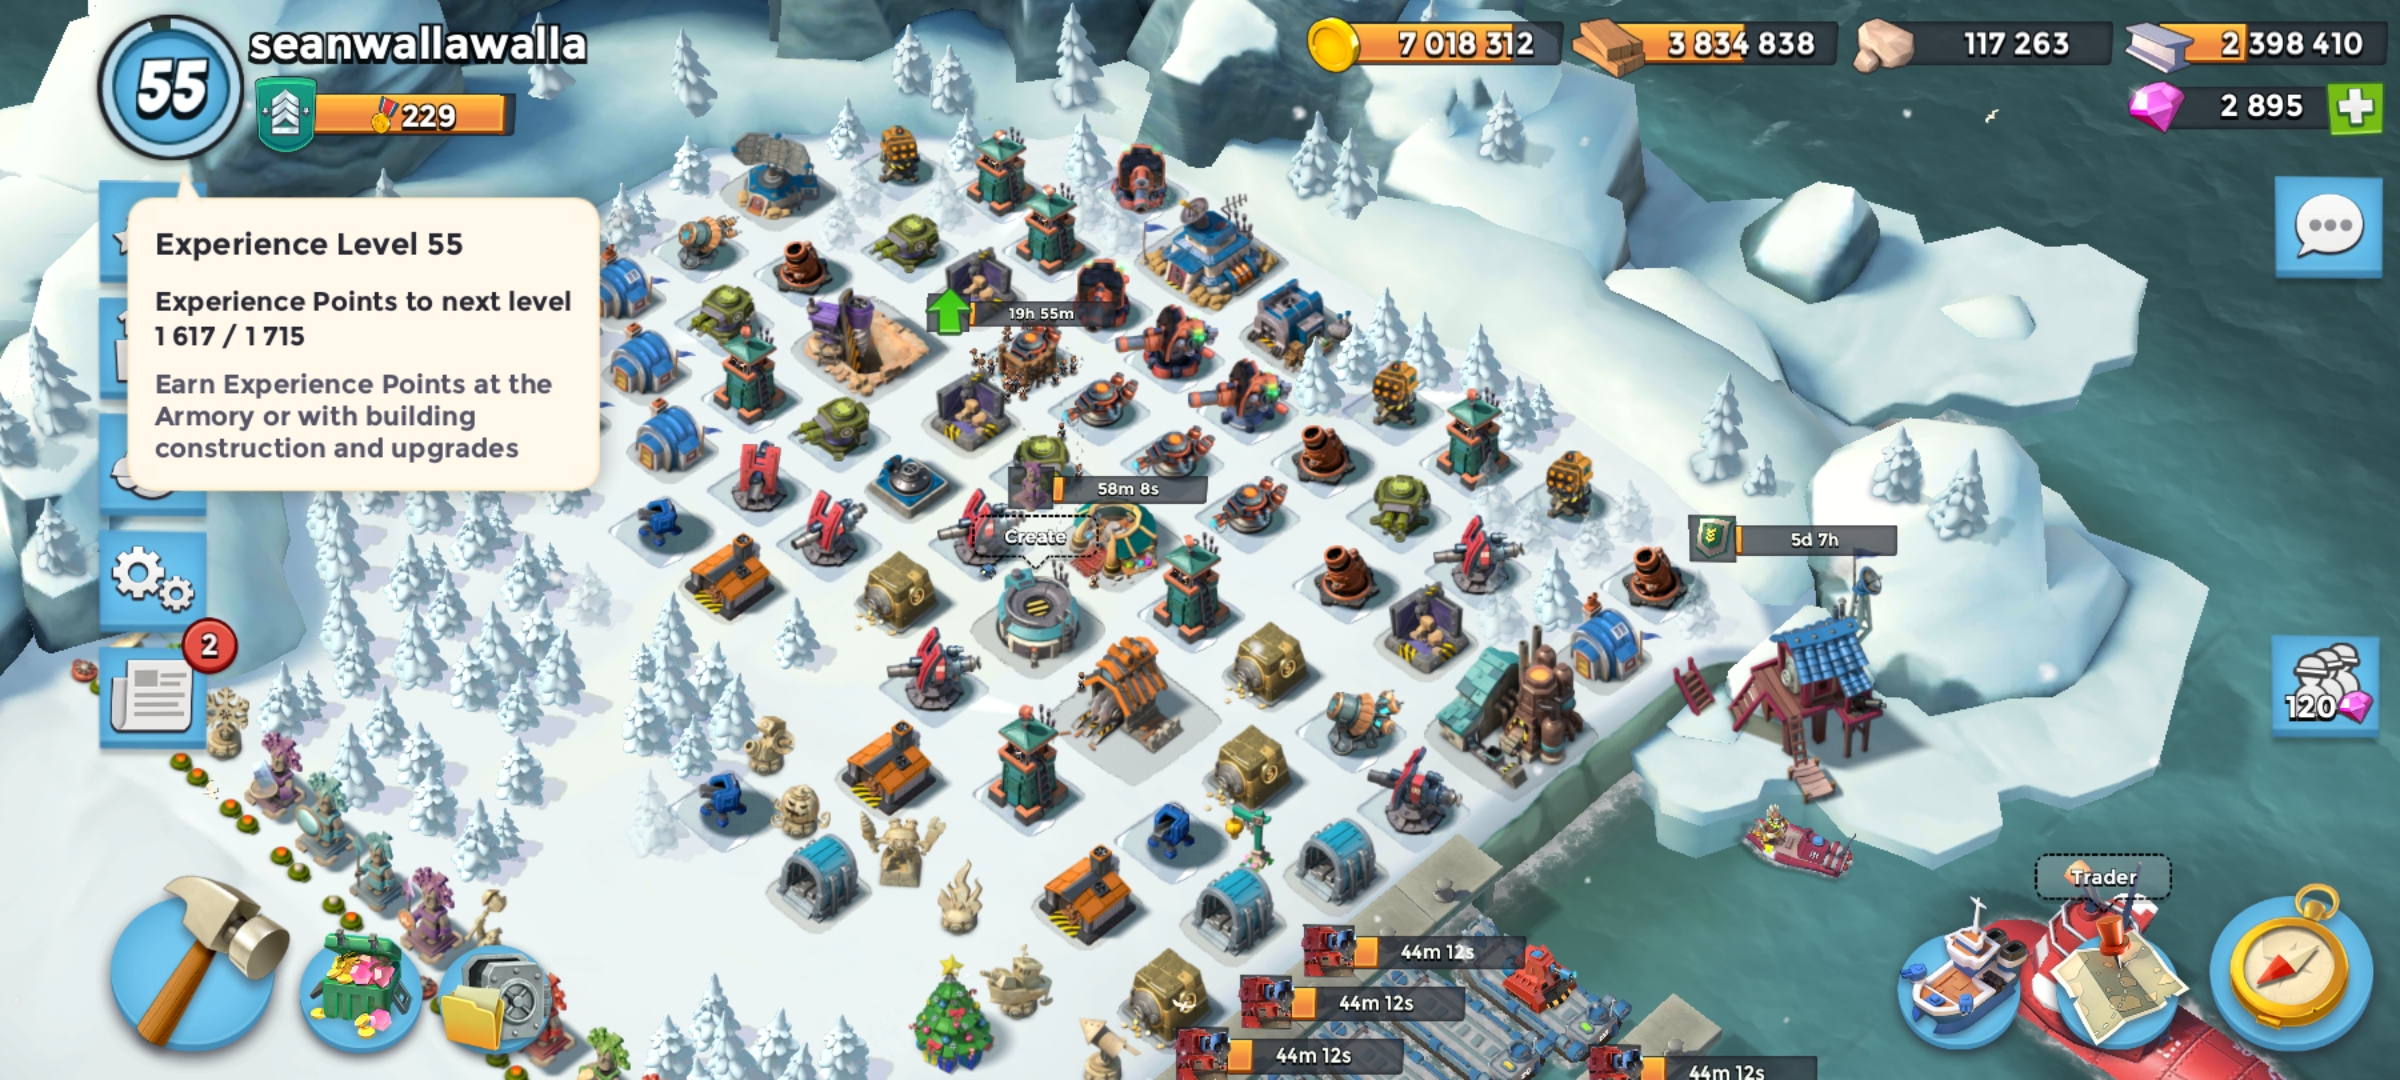 55
seanwallawalla
229
7 018 312
3 834 838
117 263
2 398 410
2 895
Experience Level 55
Experience Points to next level
1 617 / 1 715
Earn Experience Points at the
Armory or with building
construction and upgrades
19h 55m
58m 8s
Create
5d 7h
2
120
Trader
44m 12s
44m 12s
44m 12s
44m 12s